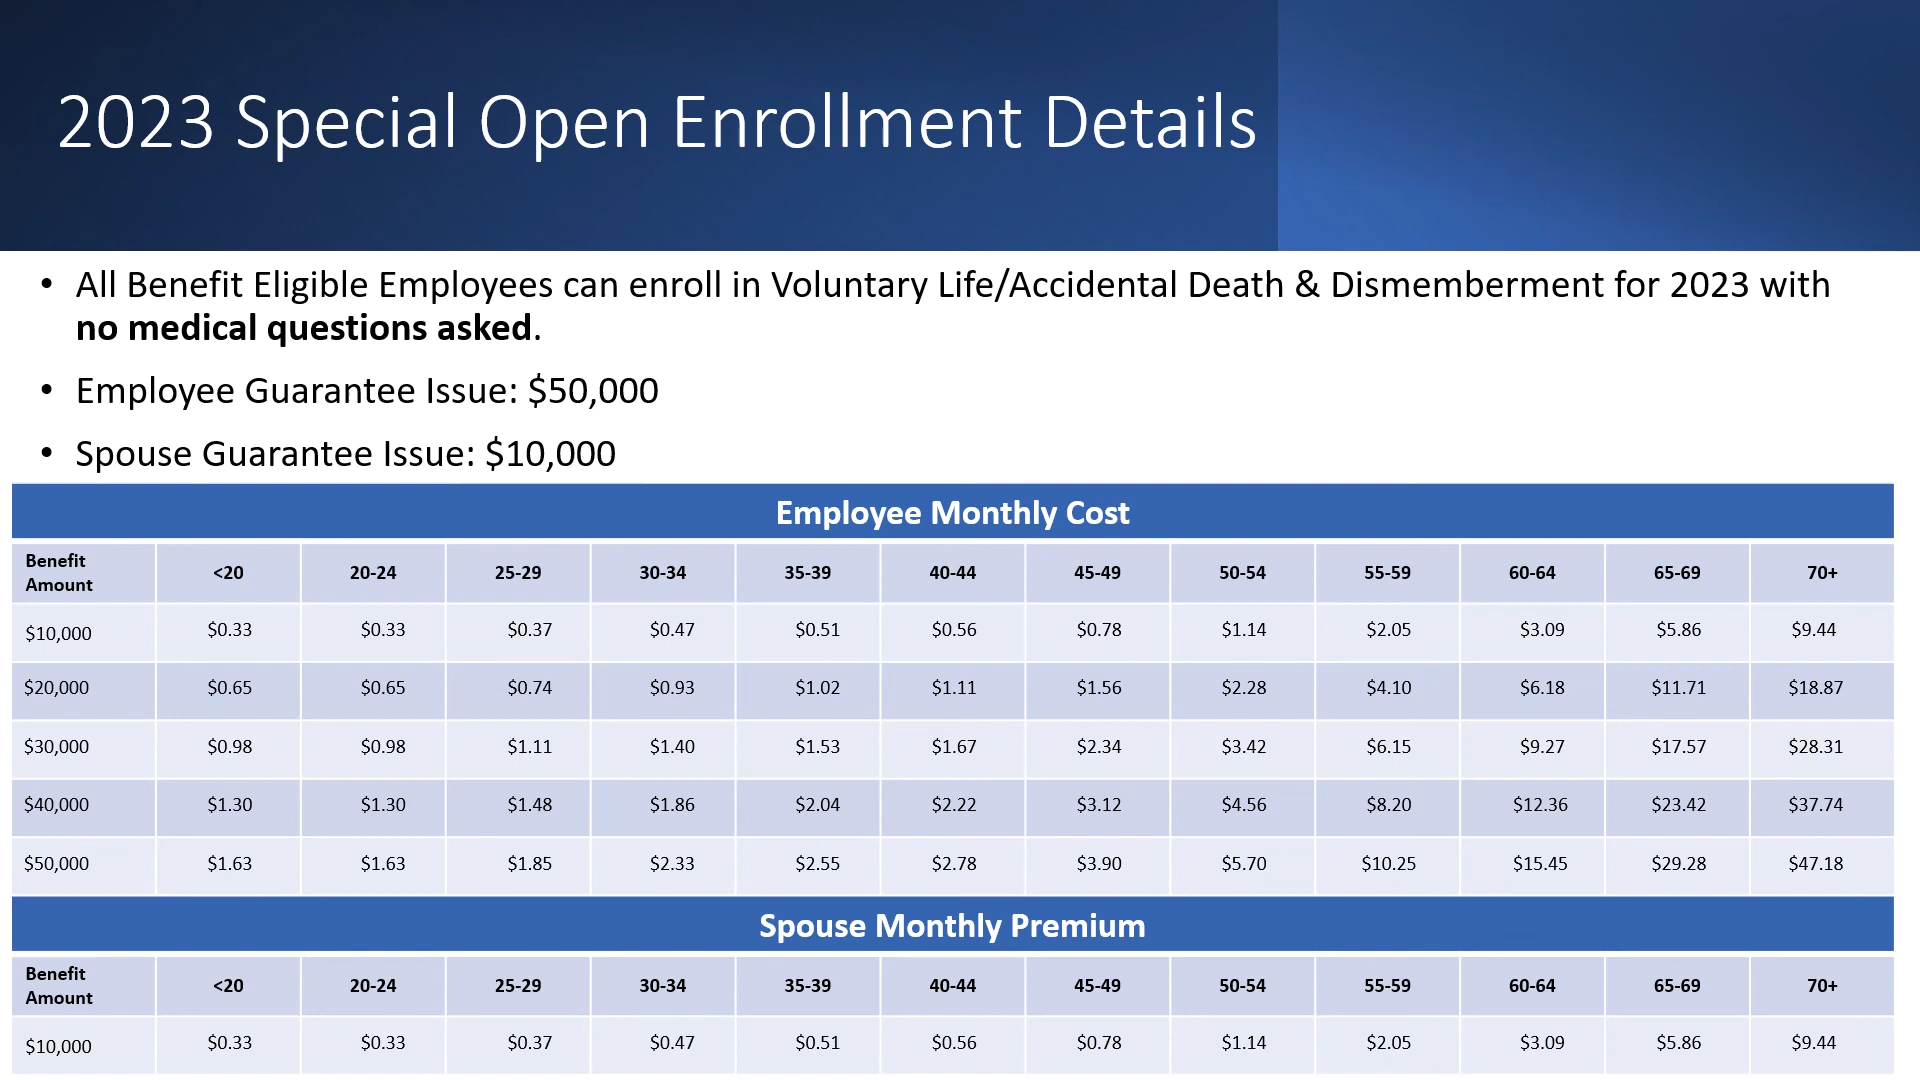 2023 Special Open Enrollment Details
• All Benefit Eligible Employees can enroll in Voluntary Life/Accidental Death & Dismemberment for 2023 with
no medical questions asked.
• Employee Guarantee Issue: $50,000
• Spouse Guarantee Issue: $10,000
Employee Monthly Cost
Benefit Amount <20 20-24 25-29 30-34 35-39 40-44 45-49 50-54 55-59 60-64 65-69 70+
$10,000 $0.33 $0.33 $0.37 $0.47 $0.51 $0.56 $0.78 $1.14 $2.05 $3.09 $5.86 $9.44
$20,000 $0.65 $0.65 $0.74 $0.93 $1.02 $1.11 $1.56 $2.28 $4.10 $6.18 $11.71 $18.87
$30,000 $0.98 $0.98 $1.11 $1.40 $1.53 $1.67 $2.34 $3.42 $6.15 $9.27 $17.57 $28.31
$40,000 $1.30 $1.30 $1.48 $1.86 $2.04 $2.22 $3.12 $4.56 $8.20 $12.36 $23.42 $37.74
$50,000 $1.63 $1.63 $1.85 $2.33 $2.55 $2.78 $3.90 $5.70 $10.25 $15.45 $29.28 $47.18
Spouse Monthly Premium
Benefit Amount <20 20-24 25-29 30-34 35-39 40-44 45-49 50-54 55-59 60-64 65-69 70+
$10,000 $0.33 $0.33 $0.37 $0.47 $0.51 $0.56 $0.78 $1.14 $2.05 $3.09 $5.86 $9.44